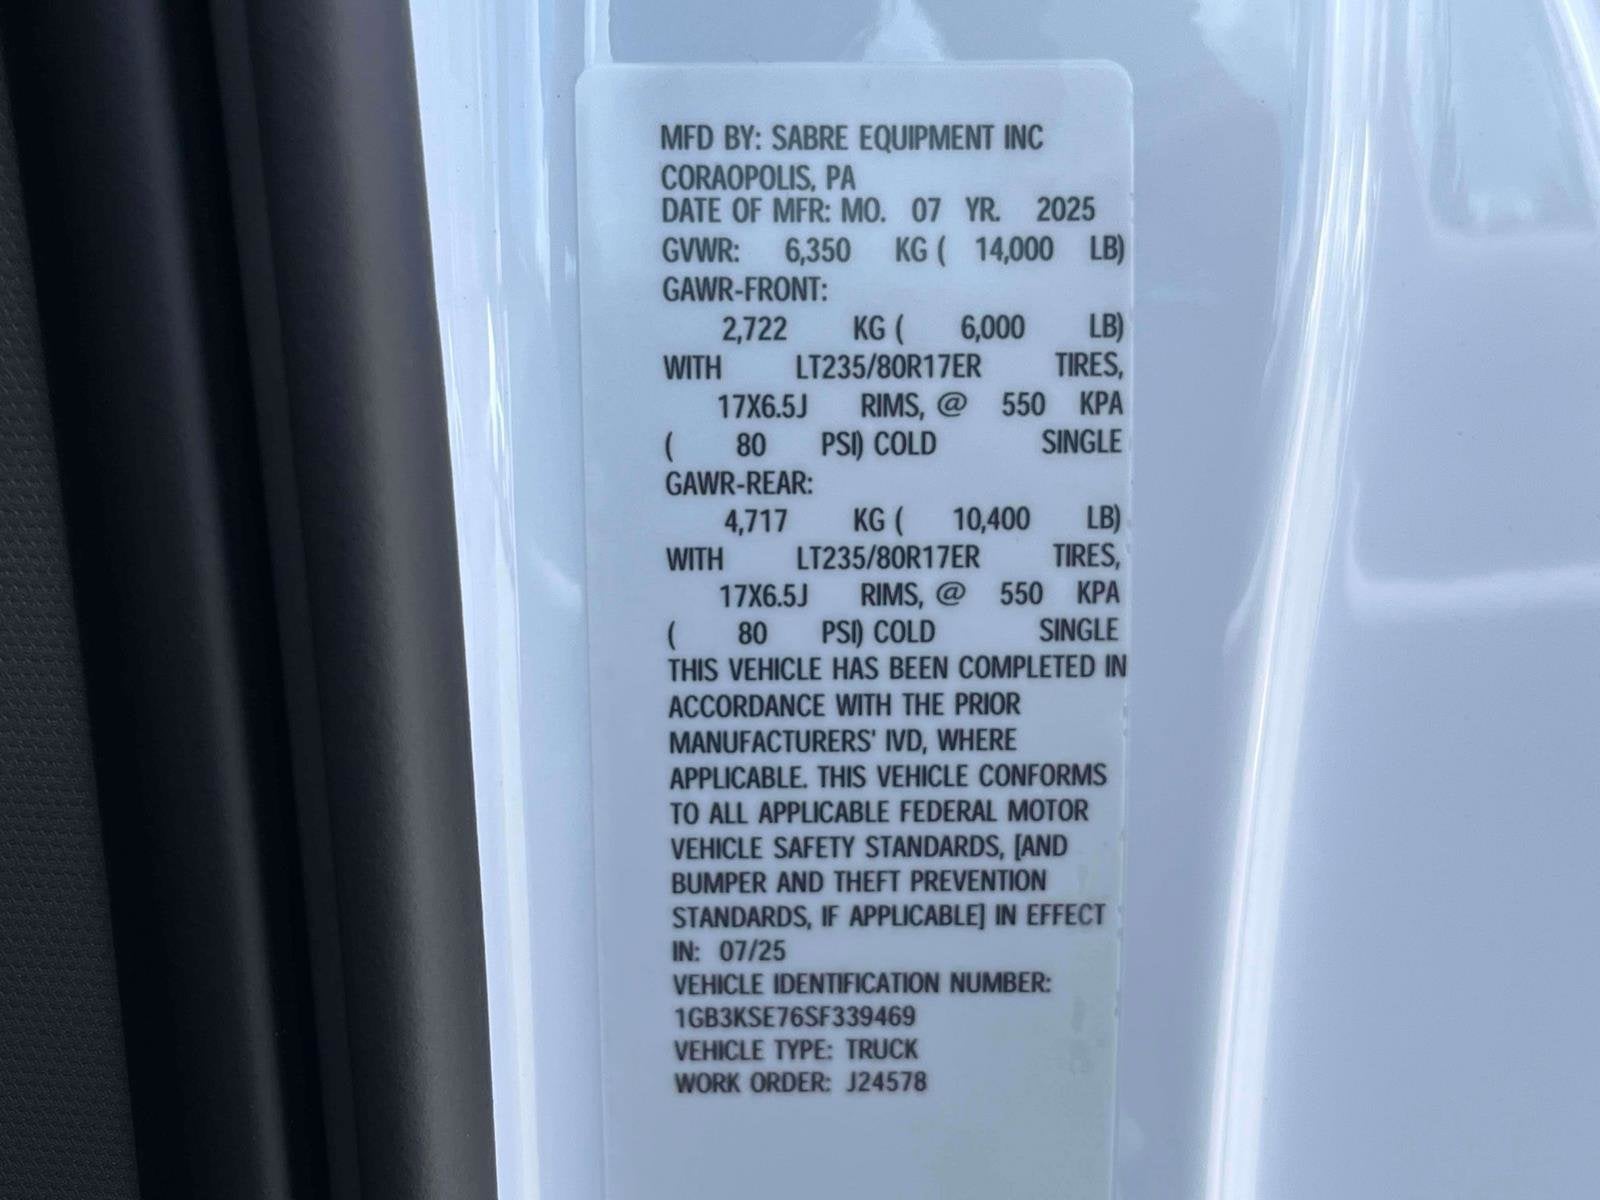 MFD BY: SABRE EQUIPMENT INC
CORAOPOLIS, PA
DATE OF MFR: MO. 07 YR. 2025
GVWR: 6,350 KG ( 14,000 LB)
GAWR-FRONT:
2,722 KG ( 6,000 LB)
WITH LT235/80R17ER TIRES,
17X6.5J RIMS, @ 550 KPA
( 80 PSI) COLD SINGLE
GAWR-REAR:
4,717 KG ( 10,400 LB)
WITH LT235/80R17ER TIRES,
17X6.5J RIMS, @ 550 KPA
( 80 PSI) COLD SINGLE
THIS VEHICLE HAS BEEN COMPLETED IN
ACCORDANCE WITH THE PRIOR
MANUFACTURERS' IVD, WHERE
APPLICABLE. THIS VEHICLE CONFORMS
TO ALL APPLICABLE FEDERAL MOTOR
VEHICLE SAFETY STANDARDS, [AND
BUMPER AND THEFT PREVENTION
STANDARDS, IF APPLICABLE] IN EFFECT
IN: 07/25
VEHICLE IDENTIFICATION NUMBER:
1GB3KSE76SF339469
VEHICLE TYPE: TRUCK
WORK ORDER: J24578